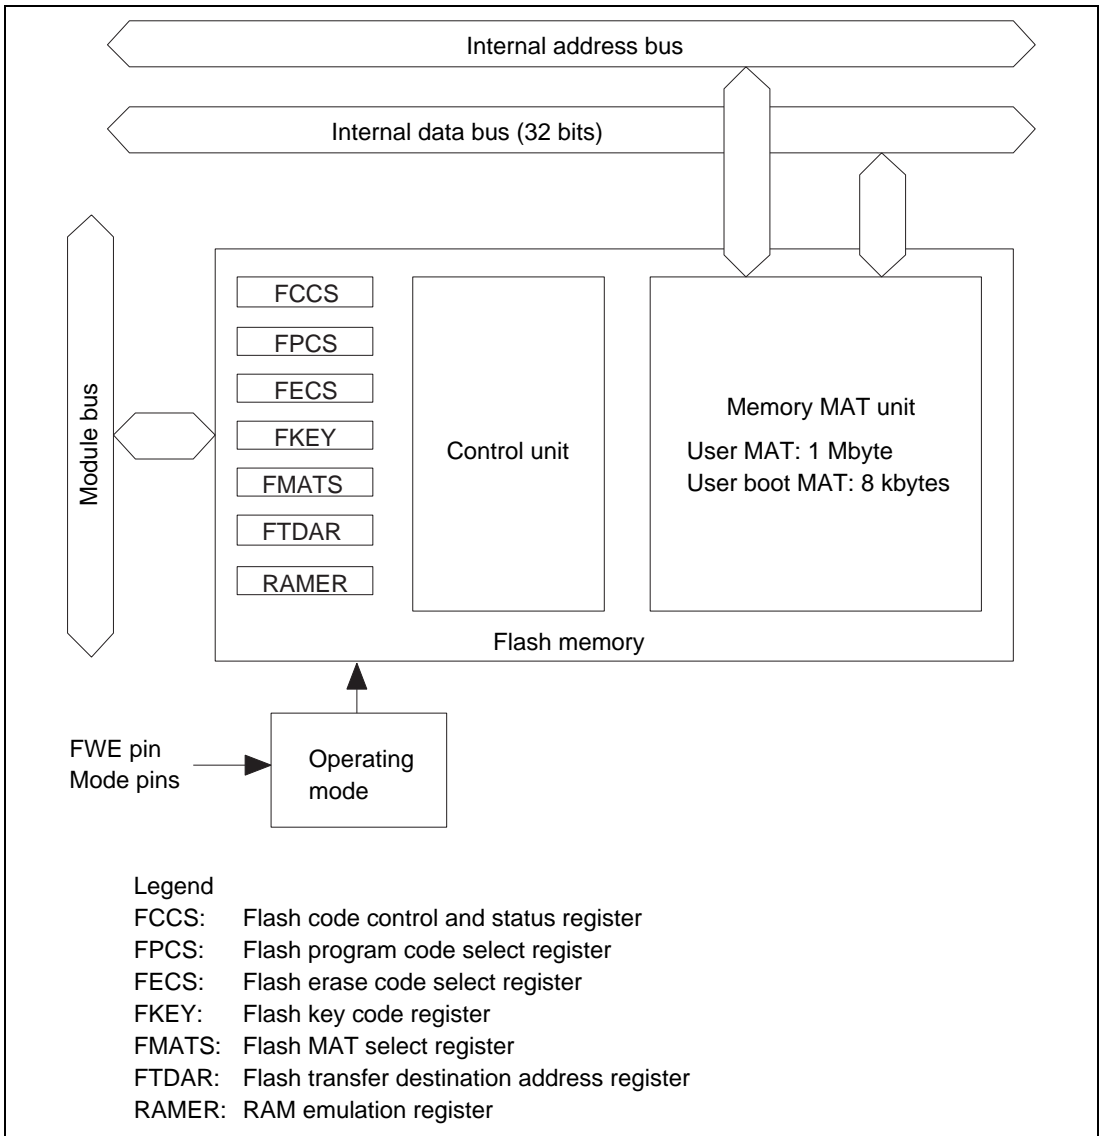 Internal address bus
Internal data bus (32 bits)
Module bus
FCCS
FPCS
FECS
FKEY
FMATS
FTDAR
RAMER
Control unit
Memory MAT unit
User MAT: 1 Mbyte
User boot MAT: 8 kbytes
Flash memory
FWE pin
Mode pins
Operating
mode
Legend
FCCS: Flash code control and status register
FPCS: Flash program code select register
FECS: Flash erase code select register
FKEY: Flash key code register
FMATS: Flash MAT select register
FTDAR: Flash transfer destination address register
RAMER: RAM emulation register